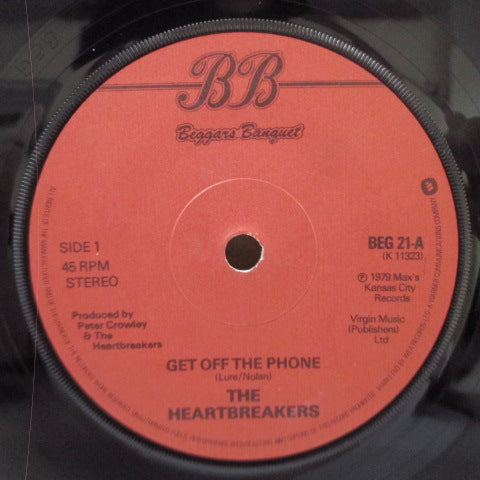 BB
Beggars Banquet
SIDE 1
45 RPM
STEREO
BEG 21-A
(K 11323)
℗ 1979 Max's
Kansas City
Records
Virgin Music
(Publishers)
Ltd
Produced by
Peter Crowley
& The
Heartbreakers
GET OFF THE PHONE
(Lure/Nolan)
THE
HEARTBREAKERS